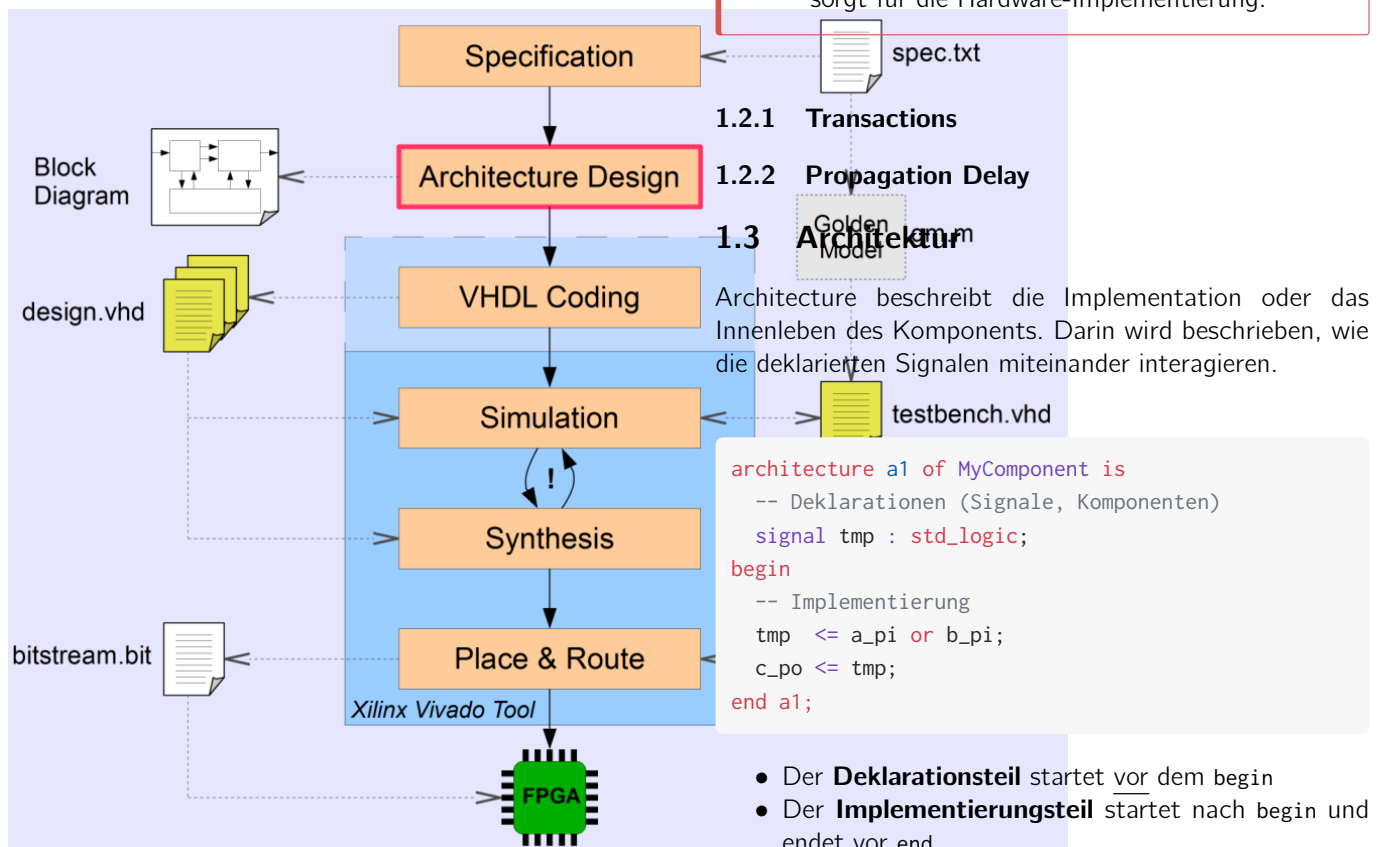 Specification
spec.txt
Block
Diagram
Architecture Design
Golden
Model
VHDL Coding
design.vhd
Simulation
testbench.vhd
!
Synthesis
bitstream.bit
Place & Route
Xilinx Vivado Tool
FPGA
sorgt für die Hardware-Implementierung.
1.2.1 Transactions
1.2.2 Propagation Delay
1.3 Architektur
Architecture beschreibt die Implementation oder das
Innenleben des Komponents. Darin wird beschrieben, wie
die deklarierten Signalen miteinander interagieren.
architecture a1 of MyComponent is
-- Deklarationen (Signale, Komponenten)
signal tmp : std_logic;
begin
-- Implementierung
tmp <= a_pi or b_pi;
c_po <= tmp;
end a1;
• Der Deklarationsteil startet vor dem begin
• Der Implementierungsteil startet nach begin und
endet vor end